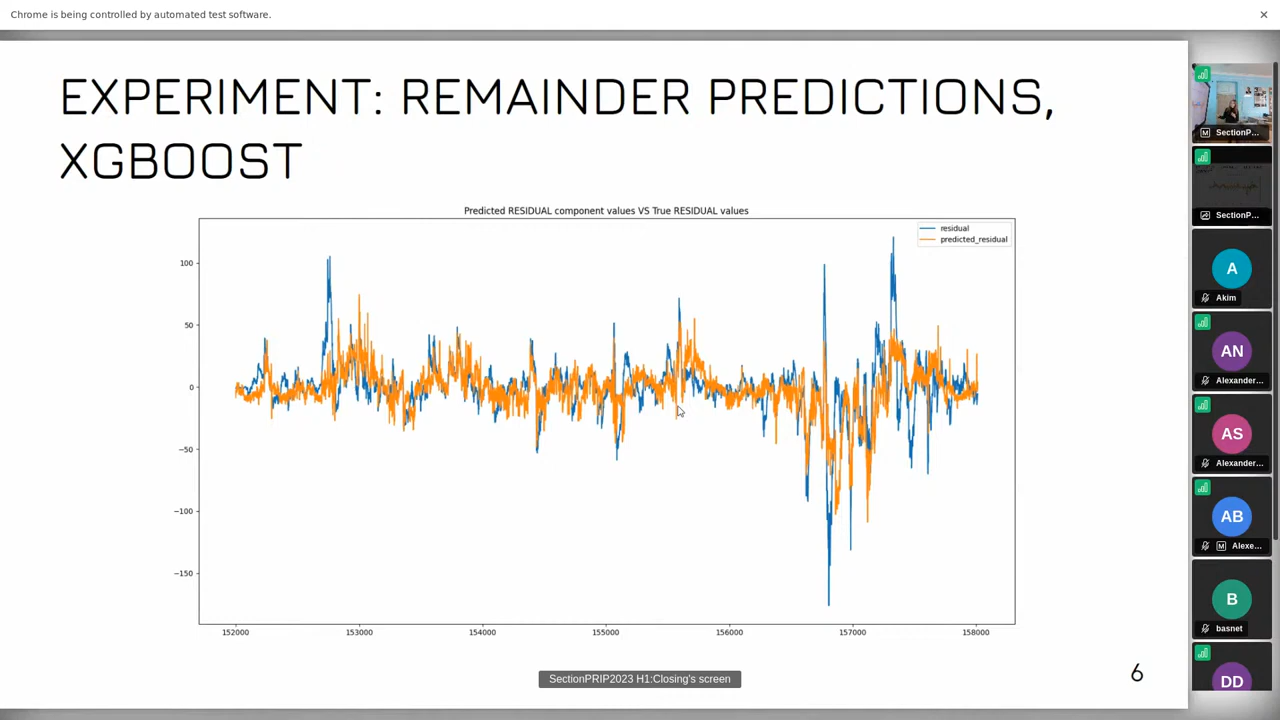 Chrome is being controlled by automated test software.
EXPERIMENT: REMAINDER PREDICTIONS,
XGBOOST
Predicted RESIDUAL component values VS True RESIDUAL values
residual
predicted_residual
100
50
0
−50
−100
−150
152000
153000
154000
155000
156000
157000
158000
6
SectionPRIP2023 H1:Closing's screen
M
SectionP...
SectionP...
A
Akim
AN
Alexander...
AS
Alexander...
AB
M
Alexe...
B
basnet
DD